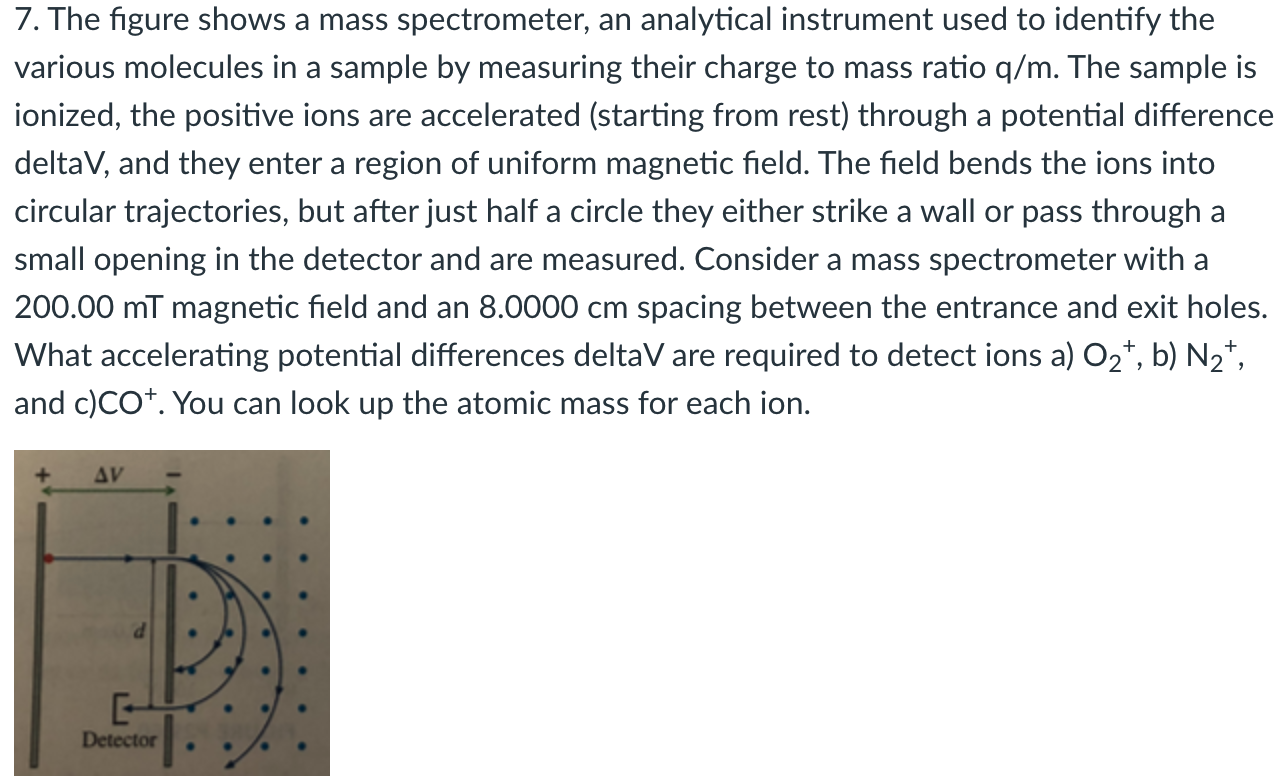 7. The figure shows a mass spectrometer, an analytical instrument used to identify the
various molecules in a sample by measuring their charge to mass ratio q/m. The sample is
ionized, the positive ions are accelerated (starting from rest) through a potential difference
deltaV, and they enter a region of uniform magnetic field. The field bends the ions into
circular trajectories, but after just half a circle they either strike a wall or pass through a
small opening in the detector and are measured. Consider a mass spectrometer with a
200.00 mT magnetic field and an 8.0000 cm spacing between the entrance and exit holes.
What accelerating potential differences deltaV are required to detect ions a) O₂⁺, b) N₂⁺,
and c)CO⁺. You can look up the atomic mass for each ion.
+ ΔV −
d
Detector